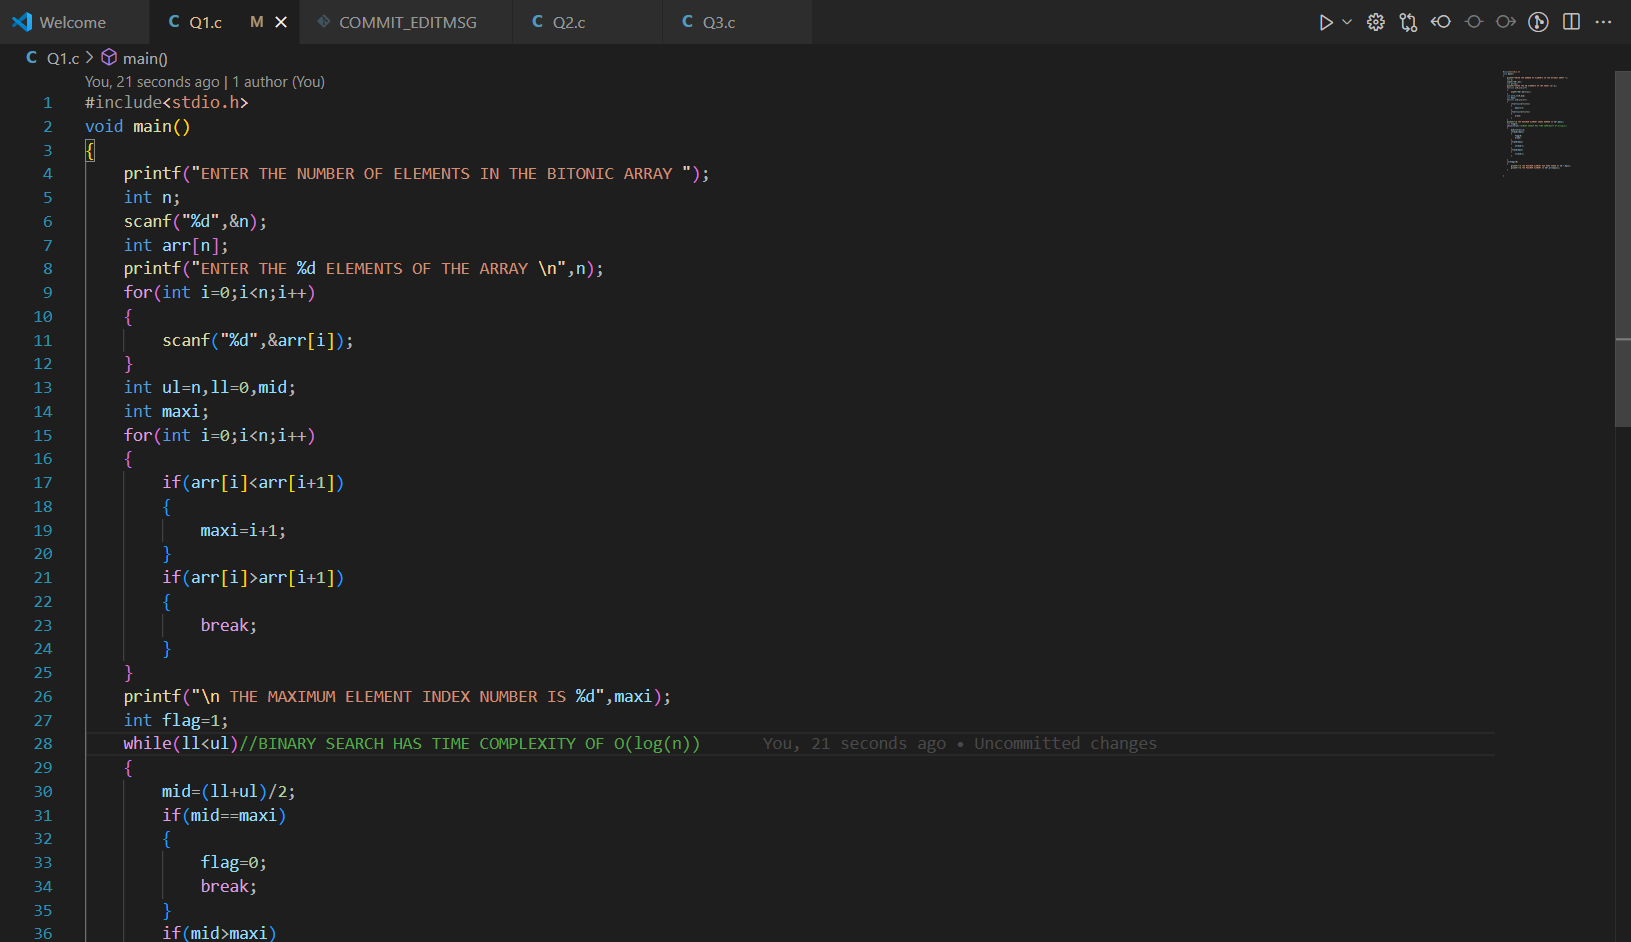 Welcome C Q1.c M COMMIT_EDITMSG C Q2.c C Q3.c
C Q1.c > main()
You, 21 seconds ago | 1 author (You)
1 #include<stdio.h>
2 void main()
3 {
4 printf("ENTER THE NUMBER OF ELEMENTS IN THE BITONIC ARRAY ");
5 int n;
6 scanf("%d",&n);
7 int arr[n];
8 printf("ENTER THE %d ELEMENTS OF THE ARRAY \n",n);
9 for(int i=0;i<n;i++)
10 {
11 scanf("%d",&arr[i]);
12 }
13 int ul=n,ll=0,mid;
14 int maxi;
15 for(int i=0;i<n;i++)
16 {
17 if(arr[i]<arr[i+1])
18 {
19 maxi=i+1;
20 }
21 if(arr[i]>arr[i+1])
22 {
23 break;
24 }
25 }
26 printf("\n THE MAXIMUM ELEMENT INDEX NUMBER IS %d",maxi);
27 int flag=1;
28 while(ll<ul)//BINARY SEARCH HAS TIME COMPLEXITY OF O(log(n)) You, 21 seconds ago • Uncommitted changes
29 {
30 mid=(ll+ul)/2;
31 if(mid==maxi)
32 {
33 flag=0;
34 break;
35 }
36 if(mid>maxi)